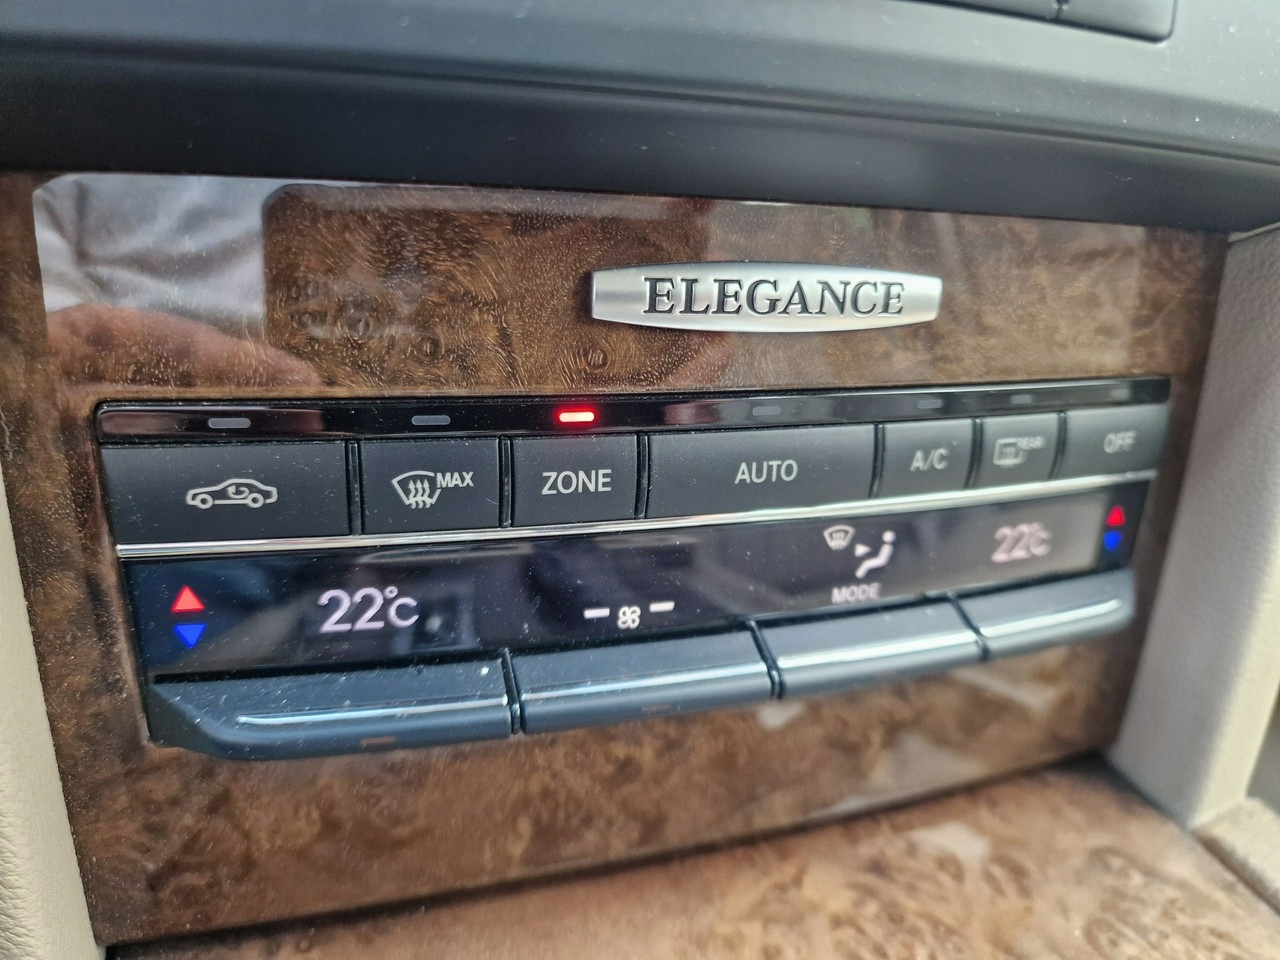 ELEGANCE
MAX ZONE AUTO A/C REAR OFF
22°C 22°C
MODE